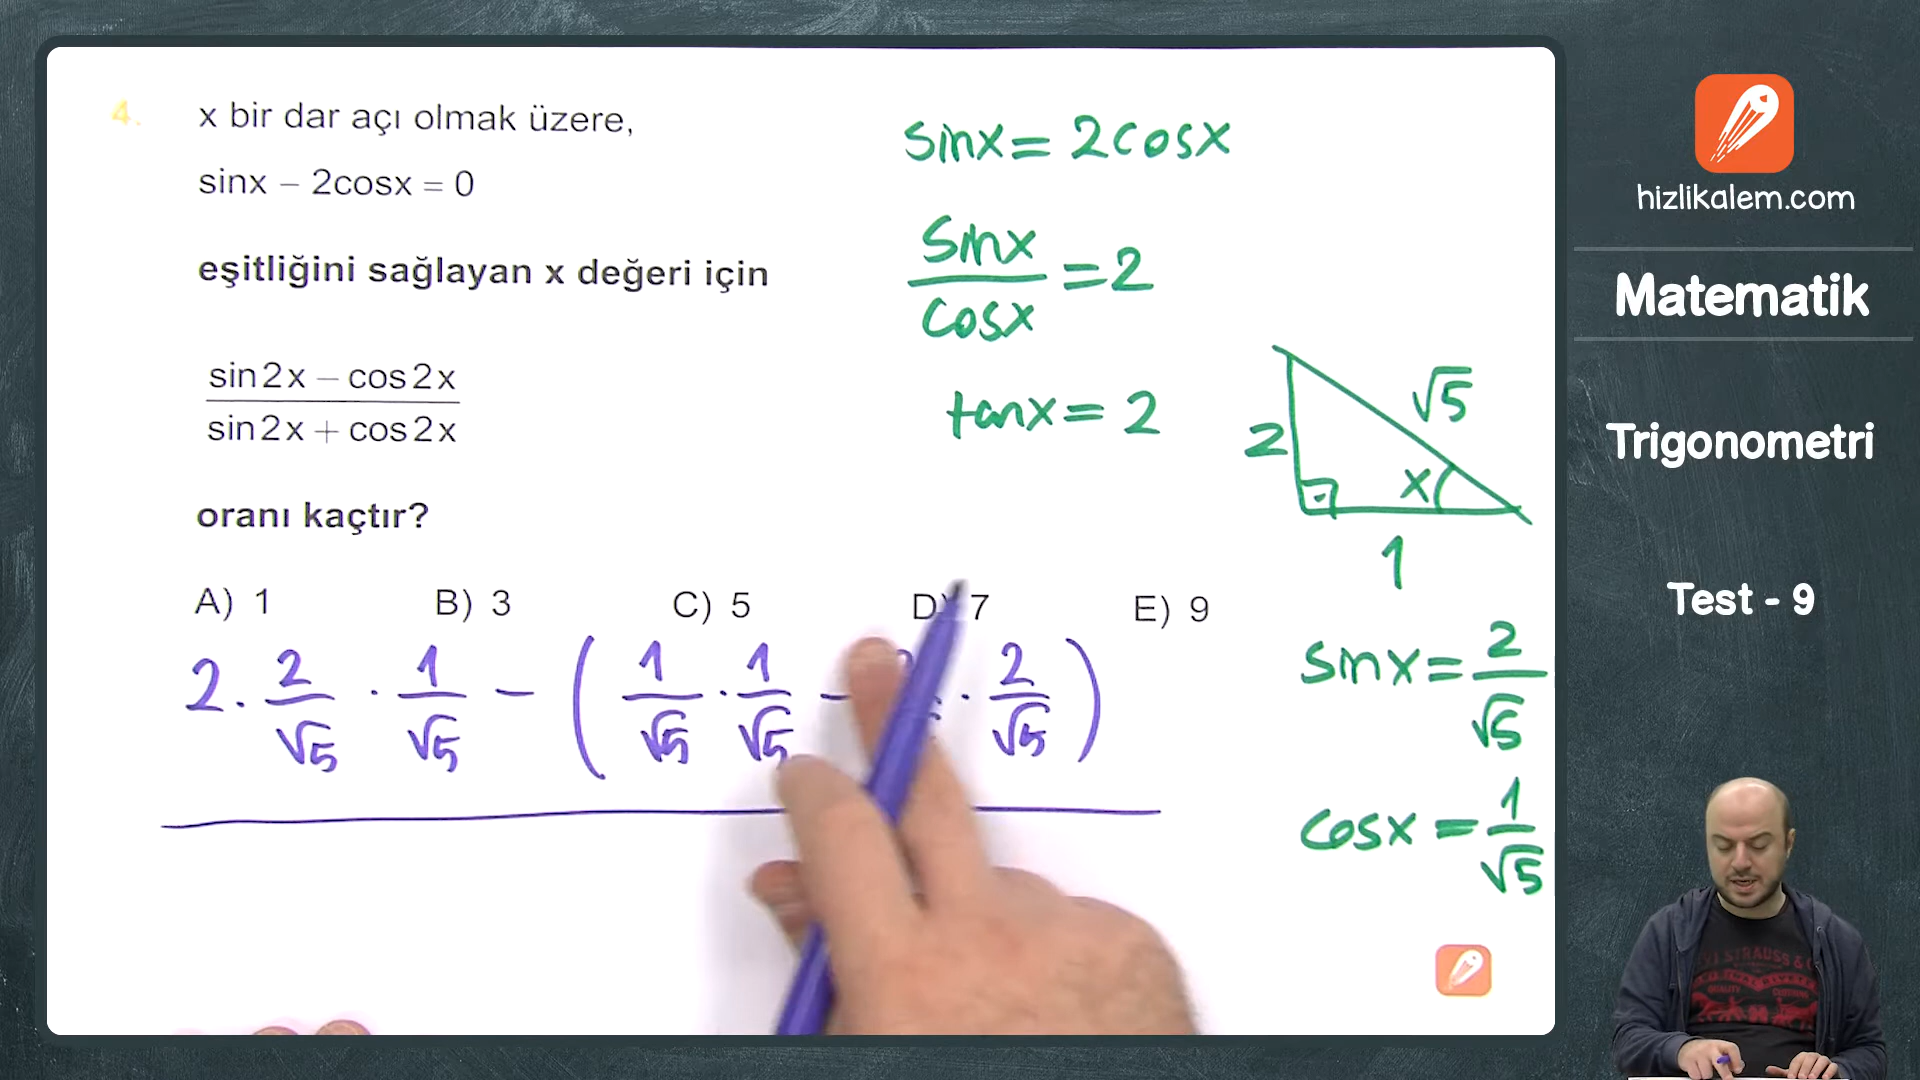 4. x bir dar açı olmak üzere,
sinx – 2cosx = 0
eşitliğini sağlayan x değeri için
sin2x – cos2x
sin2x + cos2x
oranı kaçtır?
A) 1 B) 3 C) 5 D) 7 E) 9
2 . 2/√5 . 1/√5 – ( 1/√5 . 1/√5 – . 2/√5 )
sinx = 2cosx
sinx/cosx = 2
tanx = 2
2 √5 x 1
sinx = 2/√5
cosx = 1/√5
hizlikalem.com
Matematik
Trigonometri
Test - 9